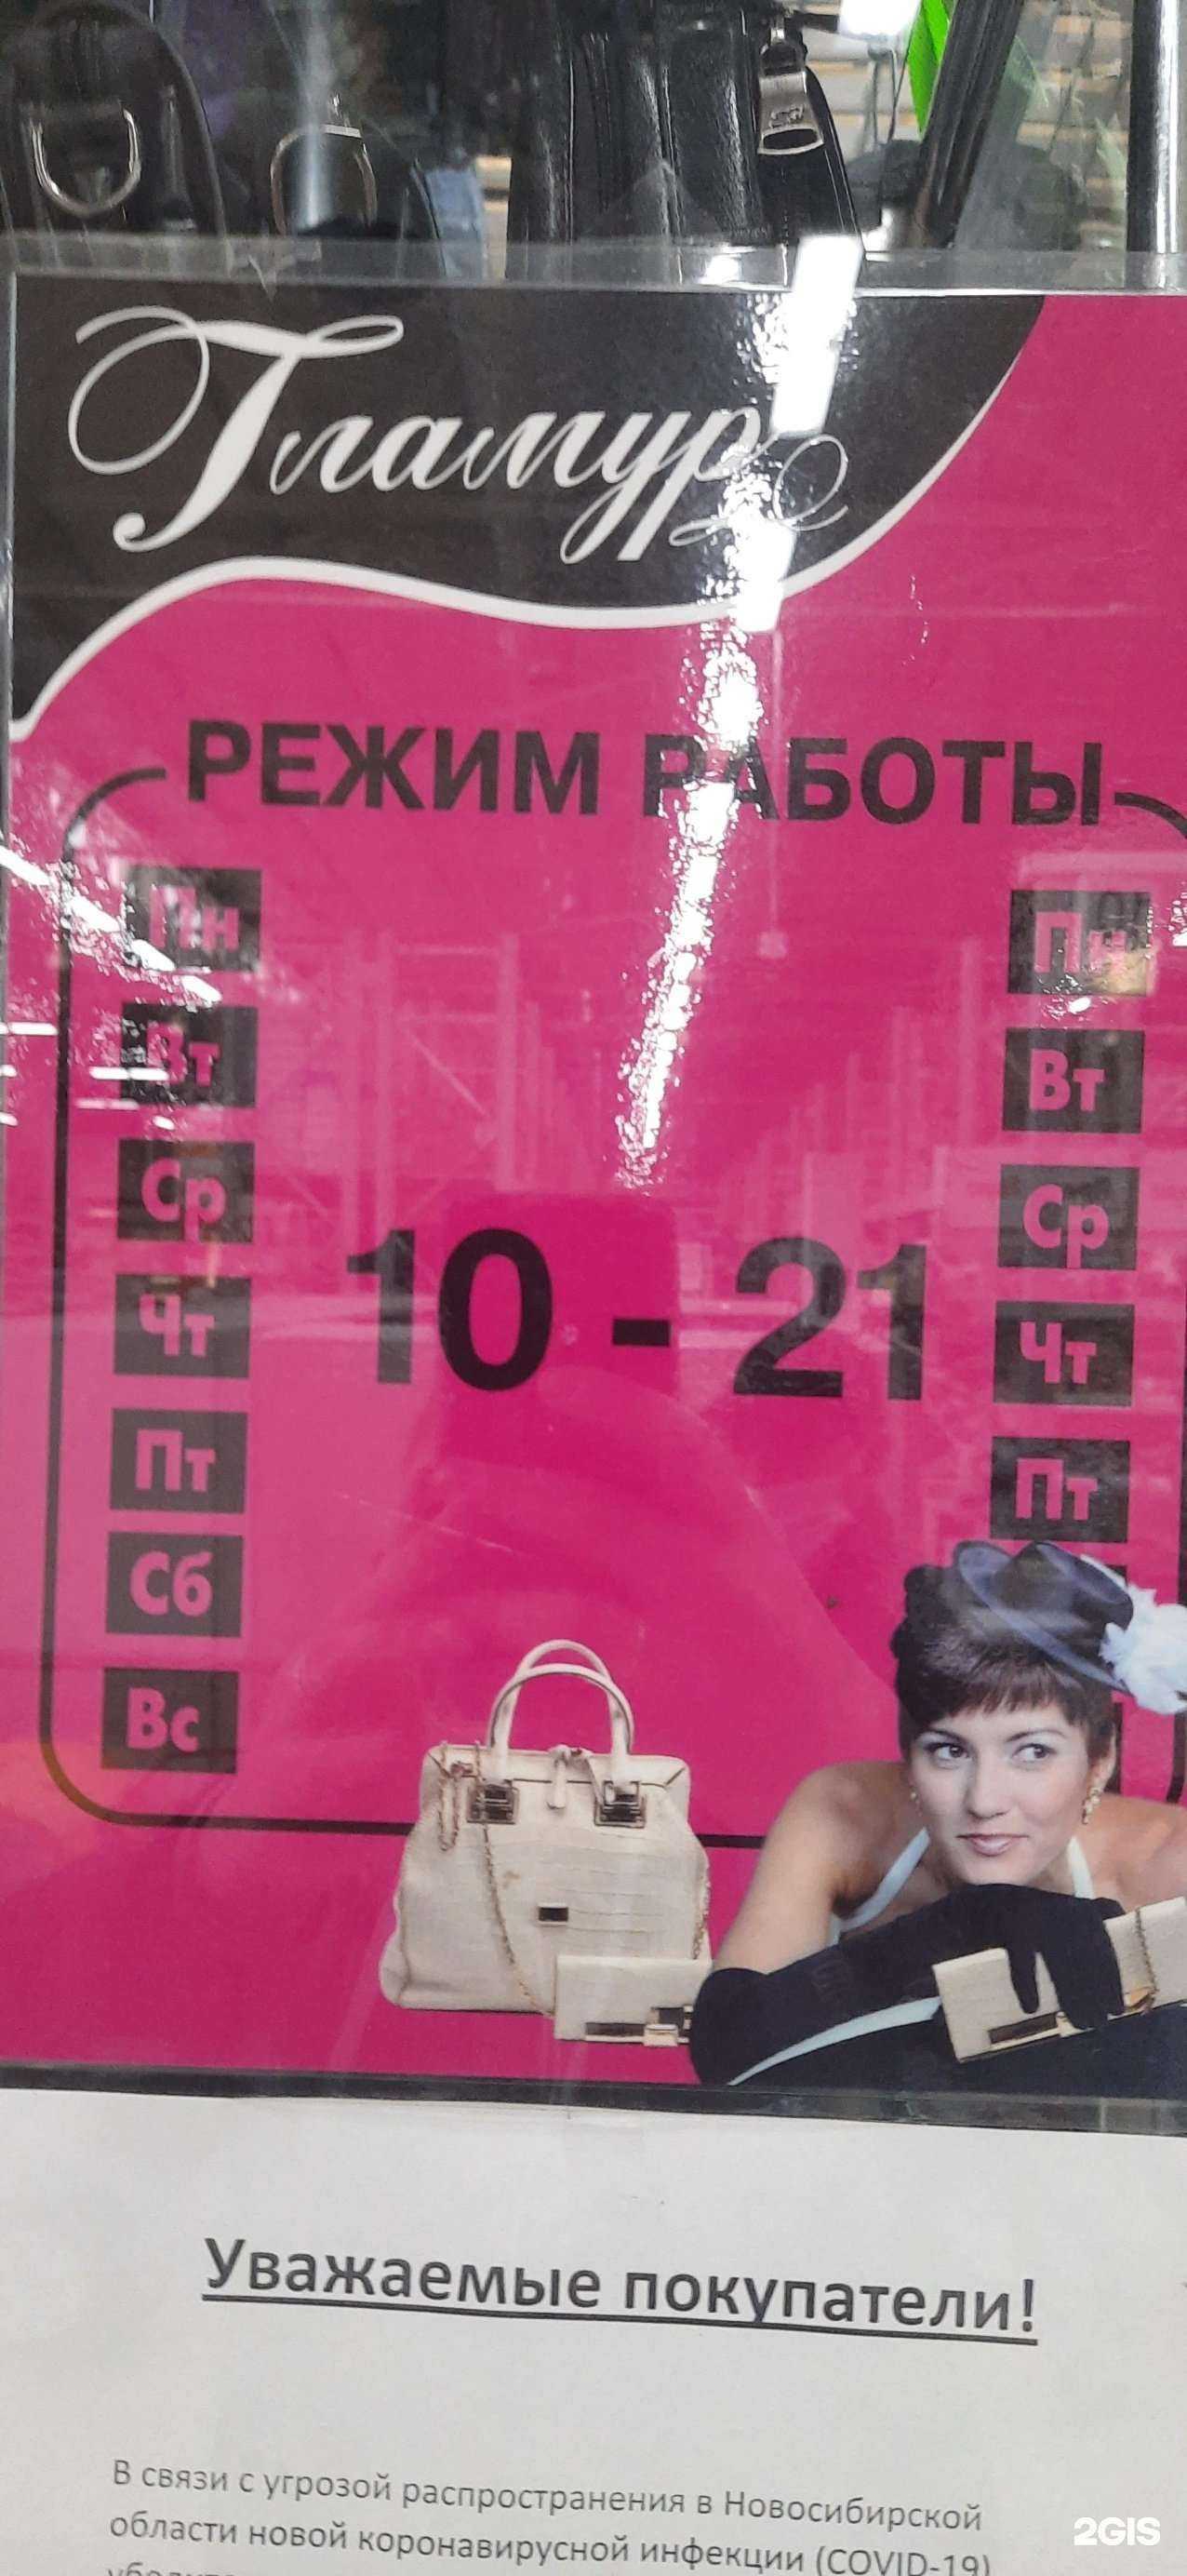 Гламур
РЕЖИМ РАБОТЫ
Пн Пн
Вт Вт
Ср Ср
10 - 21
Чт Чт
Пт Пт
Сб
Вс
Уважаемые покупатели!
В связи с угрозой распространения в Новосибирской
области новой коронавирусной инфекции (COVID-19)
2GIS